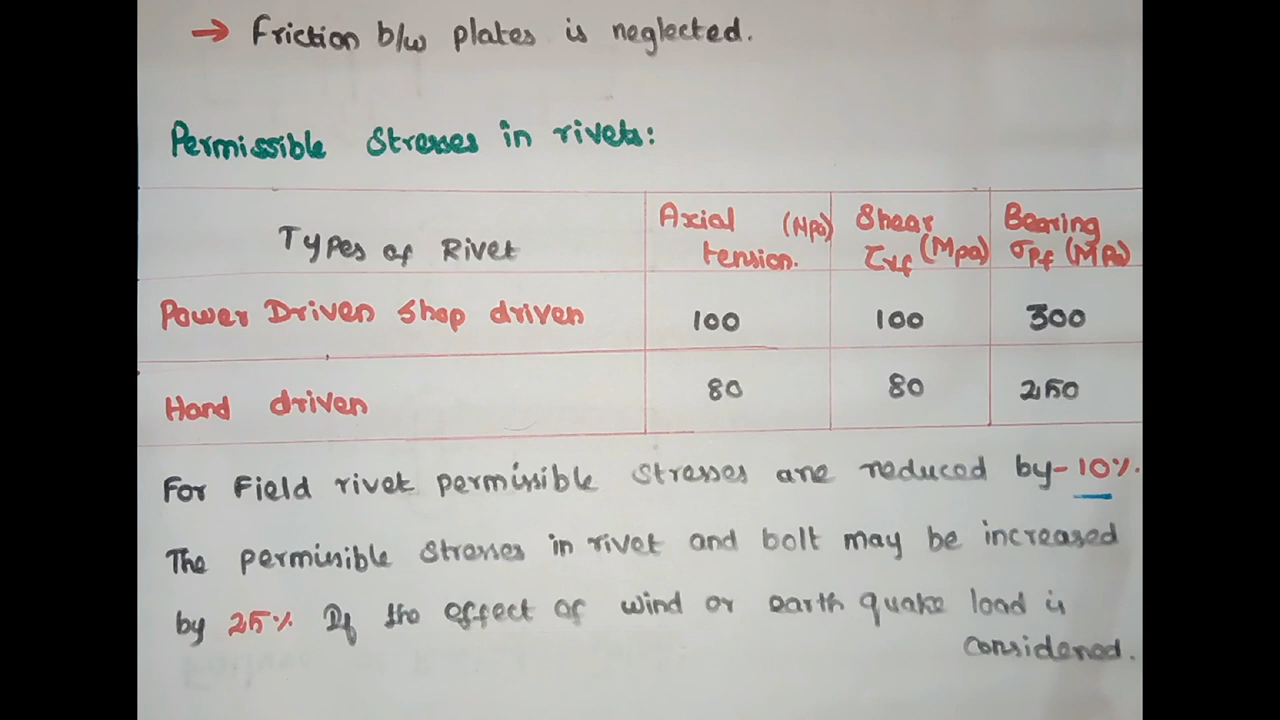 → Friction b/w plates is neglected.
Permissible Stresses in rivets:
Types of Rivet | Axial tension. (MPa) | Shear τvf (MPa) | Bearing σPf (MPa)
Power Driven Shop driven | 100 | 100 | 300
Hand driven | 80 | 80 | 250
For Field rivet permissible stresses are reduced by - 10%.
The permissible stresses in rivet and bolt may be increased
by 25% If the effect of wind or earth quake load is
considered.